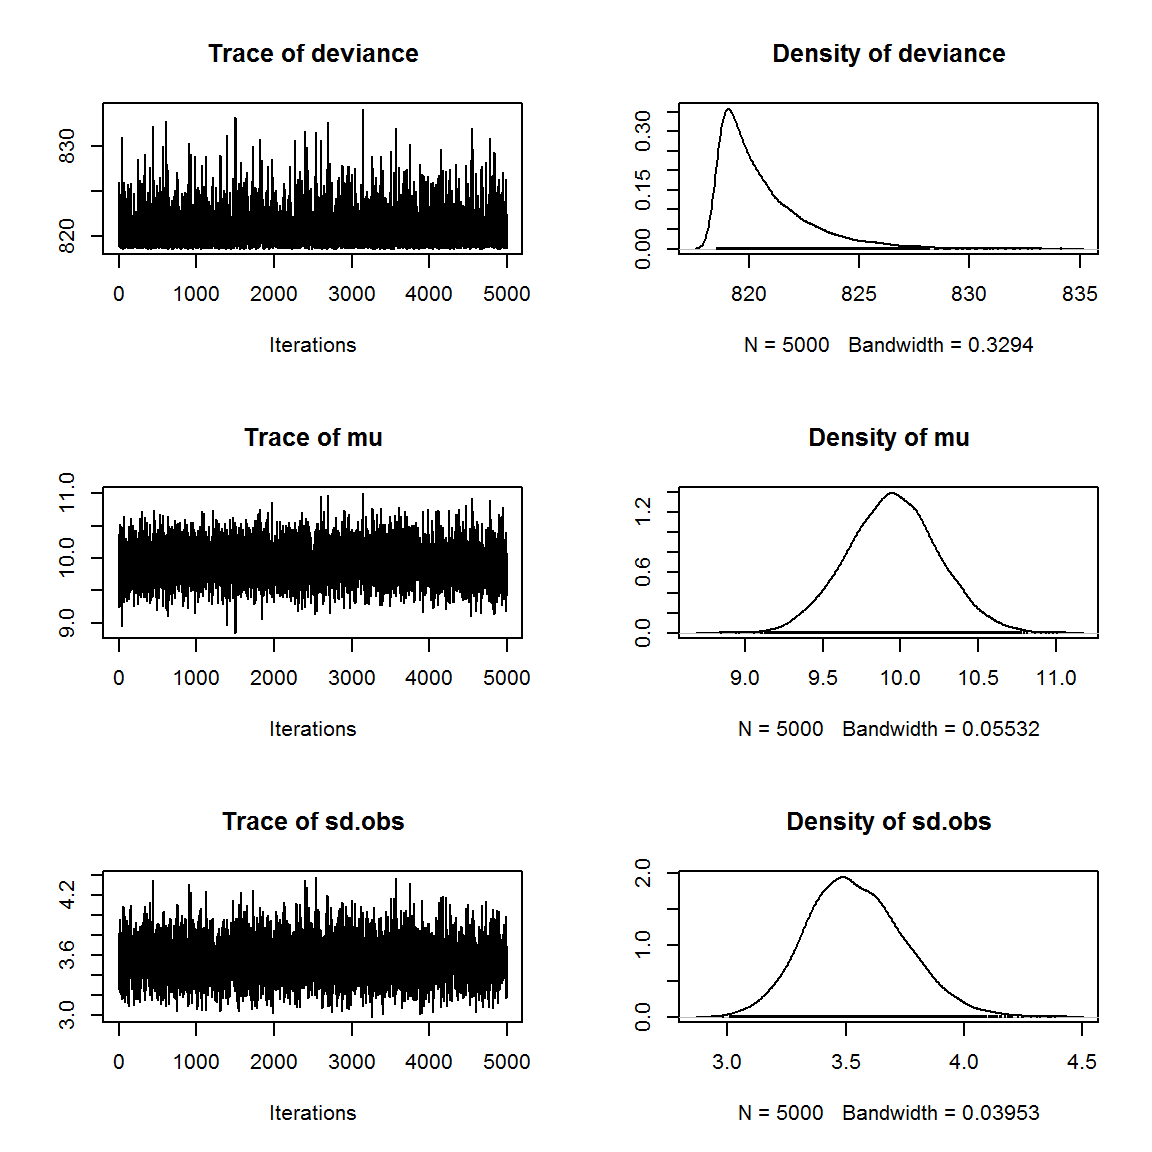 Trace of deviance
830
820
0 1000 2000 3000 4000 5000
Iterations
Density of deviance
0.30
0.15
0.00
820 825 830 835
N = 5000 Bandwidth = 0.3294
Trace of mu
11.0
10.0
9.0
0 1000 2000 3000 4000 5000
Iterations
Density of mu
1.2
0.6
0.0
9.0 9.5 10.0 10.5 11.0
N = 5000 Bandwidth = 0.05532
Trace of sd.obs
4.2
3.6
3.0
0 1000 2000 3000 4000 5000
Iterations
Density of sd.obs
2.0
1.0
0.0
3.0 3.5 4.0 4.5
N = 5000 Bandwidth = 0.03953